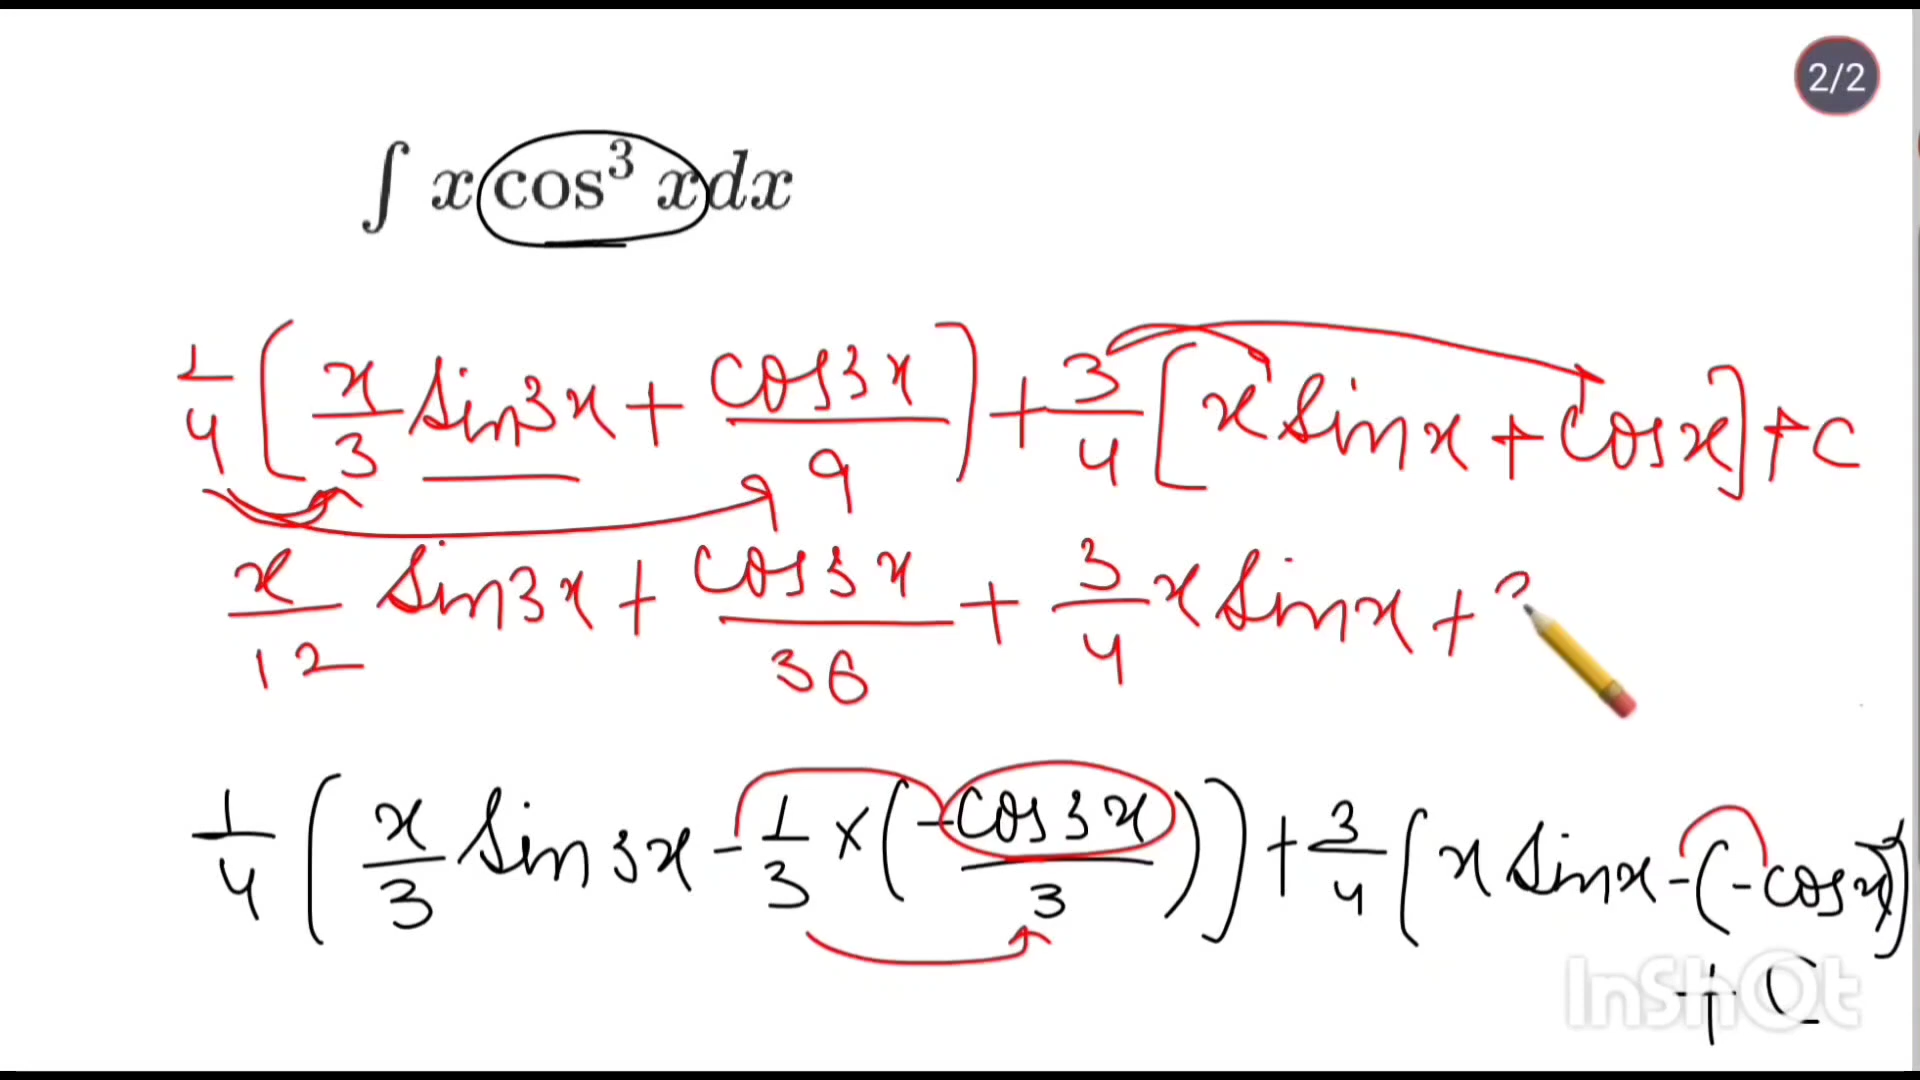 2/2
∫ x cos³ x dx
1/4 [ x/3 sin3x + cos3x/9 ] + 3/4 [ x sinx + cosx ] + C
x/12 sin3x + cos3x/36 + 3/4 x sinx +
1/4 [ x/3 sin3x - 1/3 × ( -cos3x/3 ) ] + 3/4 [ x sinx - (-cosx) ]
+ C
InShOt